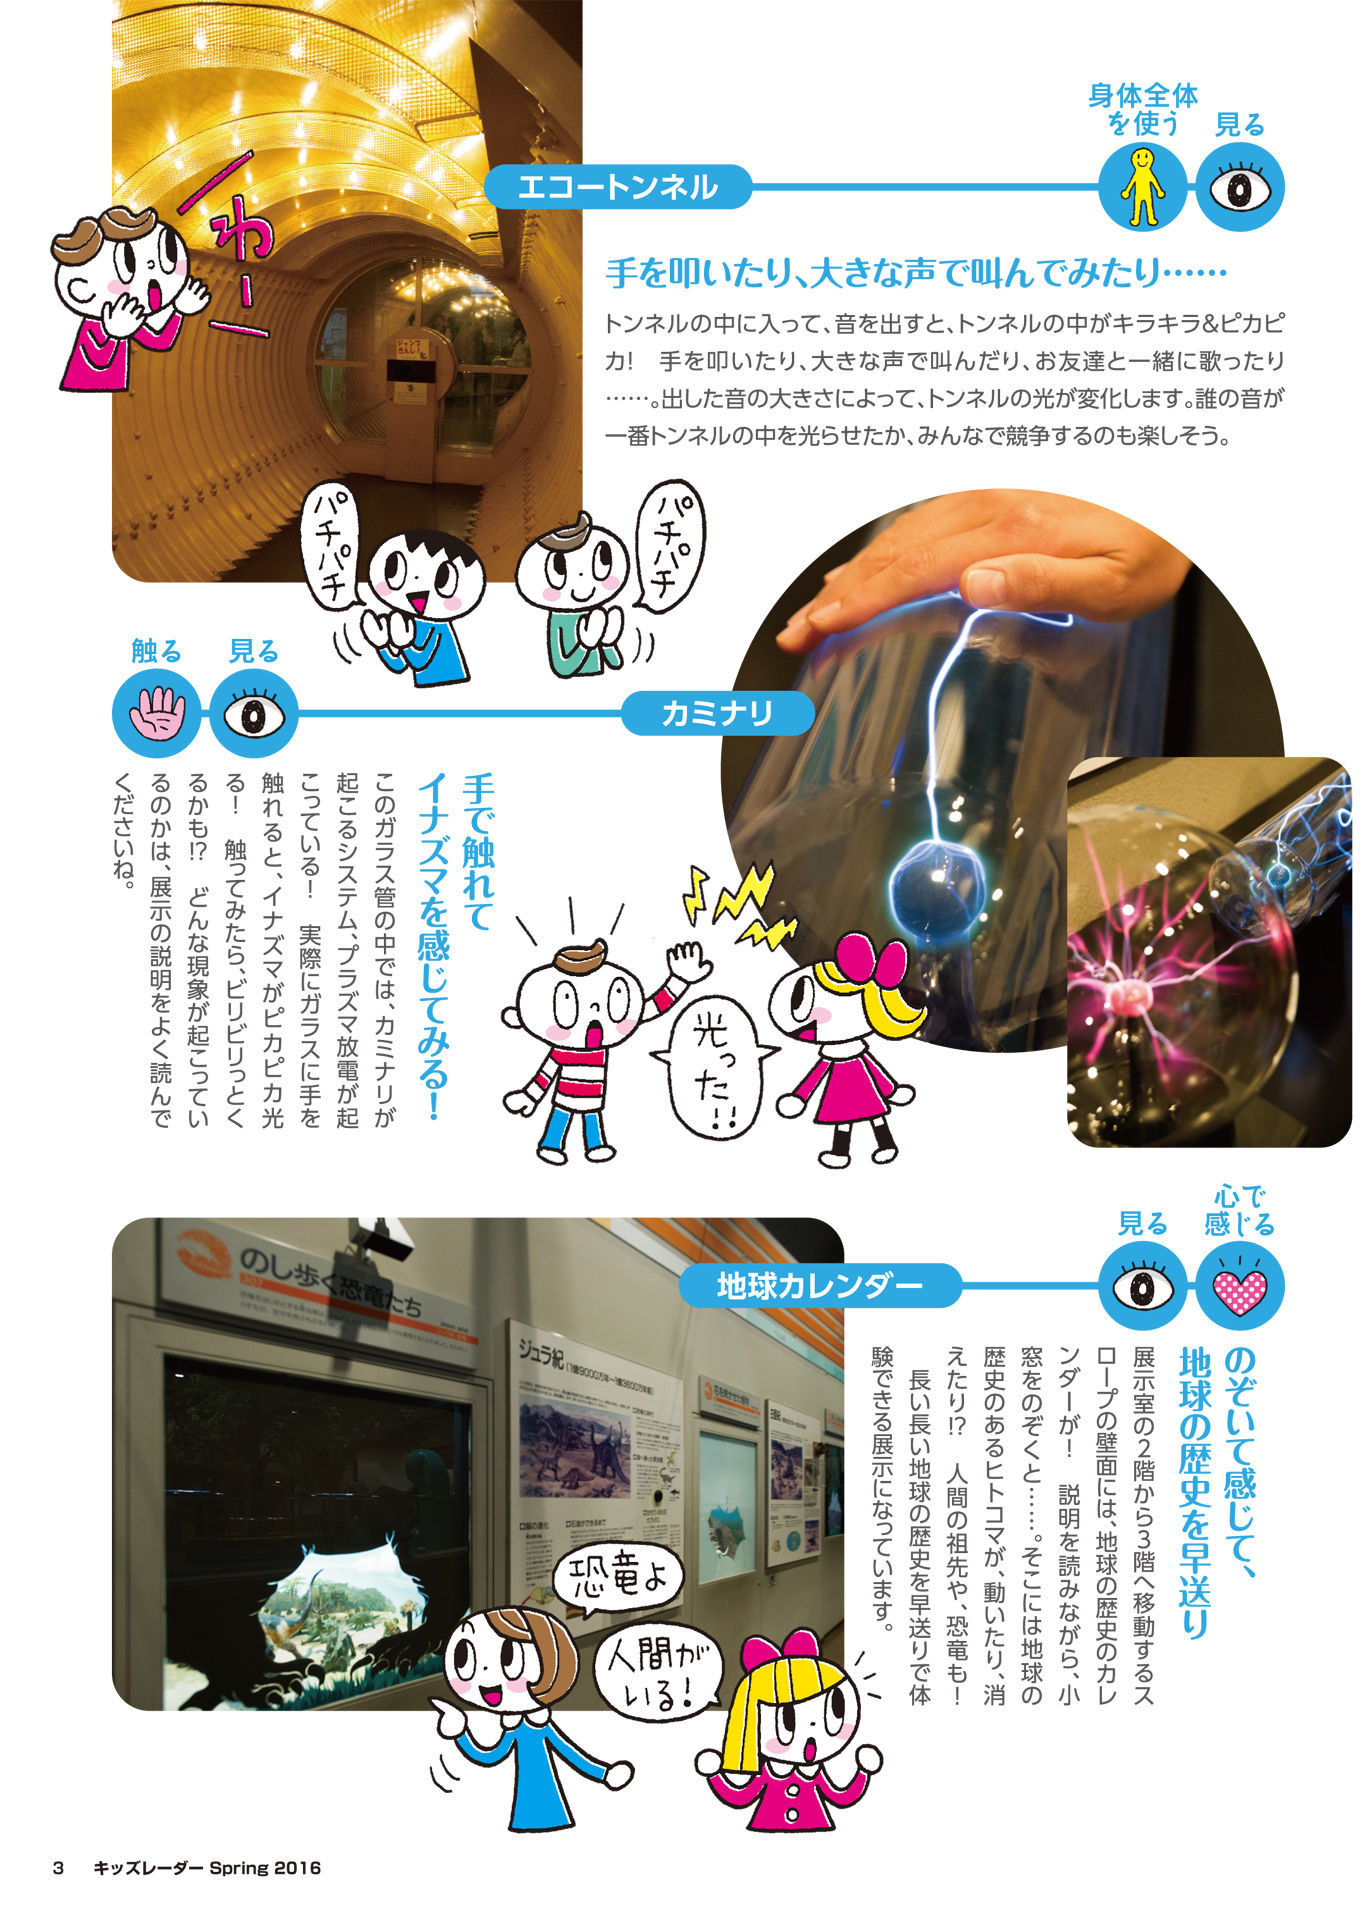 身体全体
を使う
見る
エコートンネル
わー
手を叩いたり、大きな声で叫んでみたり……
トンネルの中に入って、音を出すと、トンネルの中がキラキラ&ピカピ
カ!　手を叩いたり、大きな声で叫んだり、お友達と一緒に歌ったり
……。出した音の大きさによって、トンネルの光が変化します。誰の音が
一番トンネルの中を光らせたか、みんなで競争するのも楽しそう。
パチパチ
パチパチ
触る
見る
カミナリ
手で触れて
イナズマを感じてみる!
このガラス管の中では、カミナリが
起こるシステム、プラズマ放電が起
こっている!　実際にガラスに手を
触れると、イナズマがピカピカ光
る!　触ってみたら、ビリビリっとく
るかも!?　どんな現象が起こってい
るのかは、展示の説明をよく読んで
くださいね。
光った!!
見る
心で
感じる
地球カレンダー
のぞいて感じて、
地球の歴史を早送り
展示室の2階から3階へ移動するス
ロープの壁面には、地球の歴史のカレ
ンダーが!　説明を読みながら、小
窓をのぞくと……。そこには地球の
歴史のあるヒトコマが、動いたり、消
えたり!?　人間の祖先や、恐竜も!
長い長い地球の歴史を早送りで体
験できる展示になっています。
のし歩く恐竜たち
307
ジュラ紀(1億9000万年〜1億3600万年前)
恐竜よ
人間が
いる!
3　キッズレーダー Spring 2016